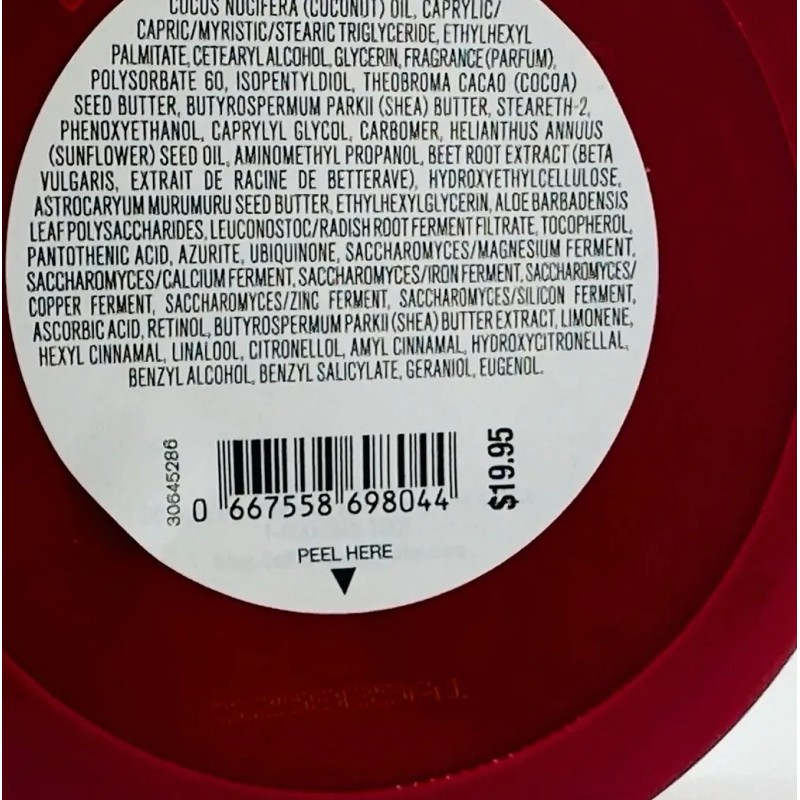 COCOS NUCIFERA (COCONUT) OIL, CAPRYLIC/
CAPRIC/MYRISTIC/STEARIC TRIGLYCERIDE, ETHYLHEXYL
PALMITATE, CETEARYL ALCOHOL, GLYCERIN, FRAGRANCE (PARFUM),
POLYSORBATE 60, ISOPENTYLDIOL, THEOBROMA CACAO (COCOA)
SEED BUTTER, BUTYROSPERMUM PARKII (SHEA) BUTTER, STEARETH-2,
PHENOXYETHANOL, CAPRYLYL GLYCOL, CARBOMER, HELIANTHUS ANNUUS
(SUNFLOWER) SEED OIL, AMINOMETHYL PROPANOL, BEET ROOT EXTRACT (BETA
VULGARIS, EXTRAIT DE RACINE DE BETTERAVE), HYDROXYETHYLCELLULOSE,
ASTROCARYUM MURUMURU SEED BUTTER, ETHYLHEXYLGLYCERIN, ALOE BARBADENSIS
LEAF POLYSACCHARIDES, LEUCONOSTOC/RADISH ROOT FERMENT FILTRATE, TOCOPHEROL,
PANTOTHENIC ACID, AZURITE, UBIQUINONE, SACCHAROMYCES/MAGNESIUM FERMENT,
SACCHAROMYCES/CALCIUM FERMENT, SACCHAROMYCES/IRON FERMENT, SACCHAROMYCES/
COPPER FERMENT, SACCHAROMYCES/ZINC FERMENT, SACCHAROMYCES/SILICON FERMENT,
ASCORBIC ACID, RETINOL, BUTYROSPERMUM PARKII (SHEA) BUTTER EXTRACT, LIMONENE,
HEXYL CINNAMAL, LINALOOL, CITRONELLOL, AMYL CINNAMAL, HYDROXYCITRONELLAL,
BENZYL ALCOHOL, BENZYL SALICYLATE, GERANIOL, EUGENOL.
30645286
0 667558 698044
$19.95
PEEL HERE